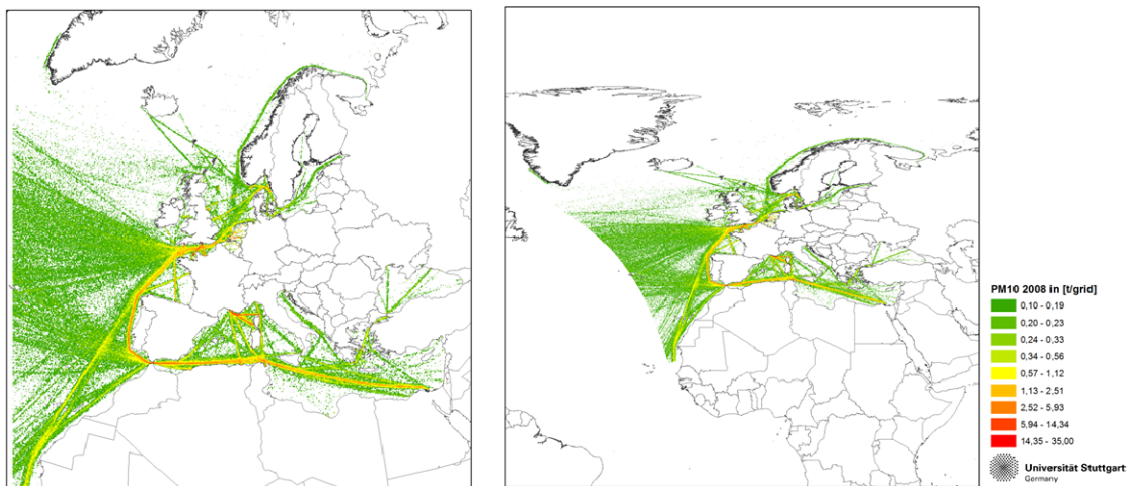 PM10 2008 in [t/grid]
0,10 - 0,19
0,20 - 0,23
0,24 - 0,33
0,34 - 0,56
0,57 - 1,12
1,13 - 2,51
2,52 - 5,93
5,94 - 14,34
14,35 - 35,00
Universität Stuttgart
Germany